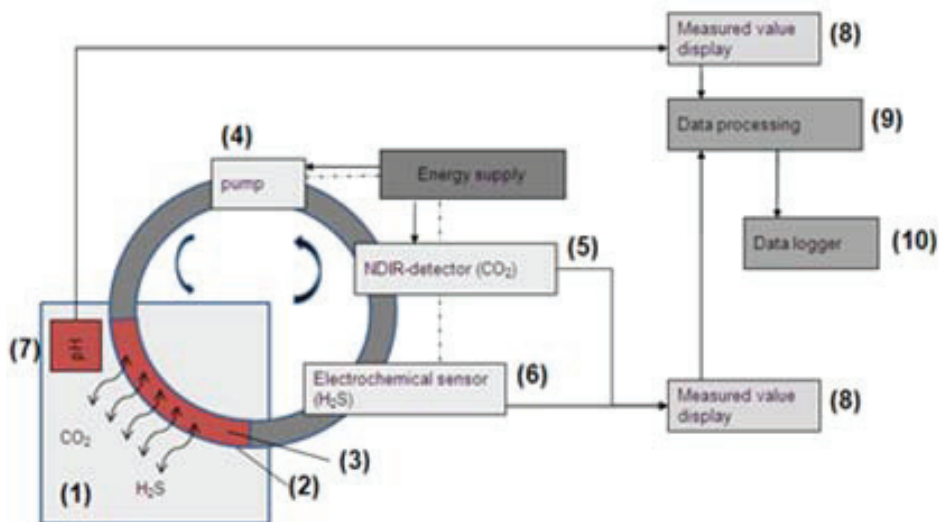 Measured value
display
(8)
Data processing
(9)
(4)
pump
Energy supply
Data logger
(10)
(5)
NDIR-detector (CO₂)
(7)
pH
Electrochemical sensor
(H₂S)
(6)
Measured value
display
(8)
CO₂
(3)
(2)
(1)
H₂S